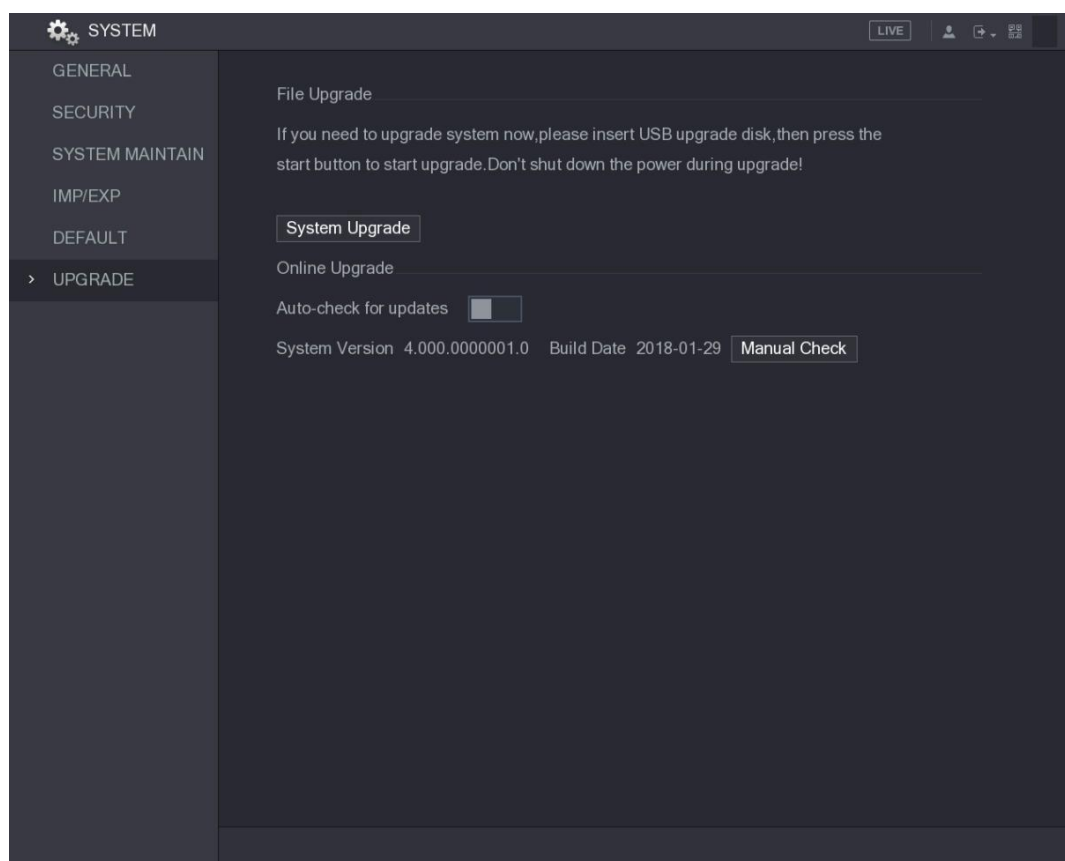 SYSTEM
LIVE
GENERAL
SECURITY
SYSTEM MAINTAIN
IMP/EXP
DEFAULT
UPGRADE
File Upgrade
If you need to upgrade system now,please insert USB upgrade disk,then press the
start button to start upgrade.Don't shut down the power during upgrade!
System Upgrade
Online Upgrade
Auto-check for updates
System Version 4.000.0000001.0 Build Date 2018-01-29 Manual Check